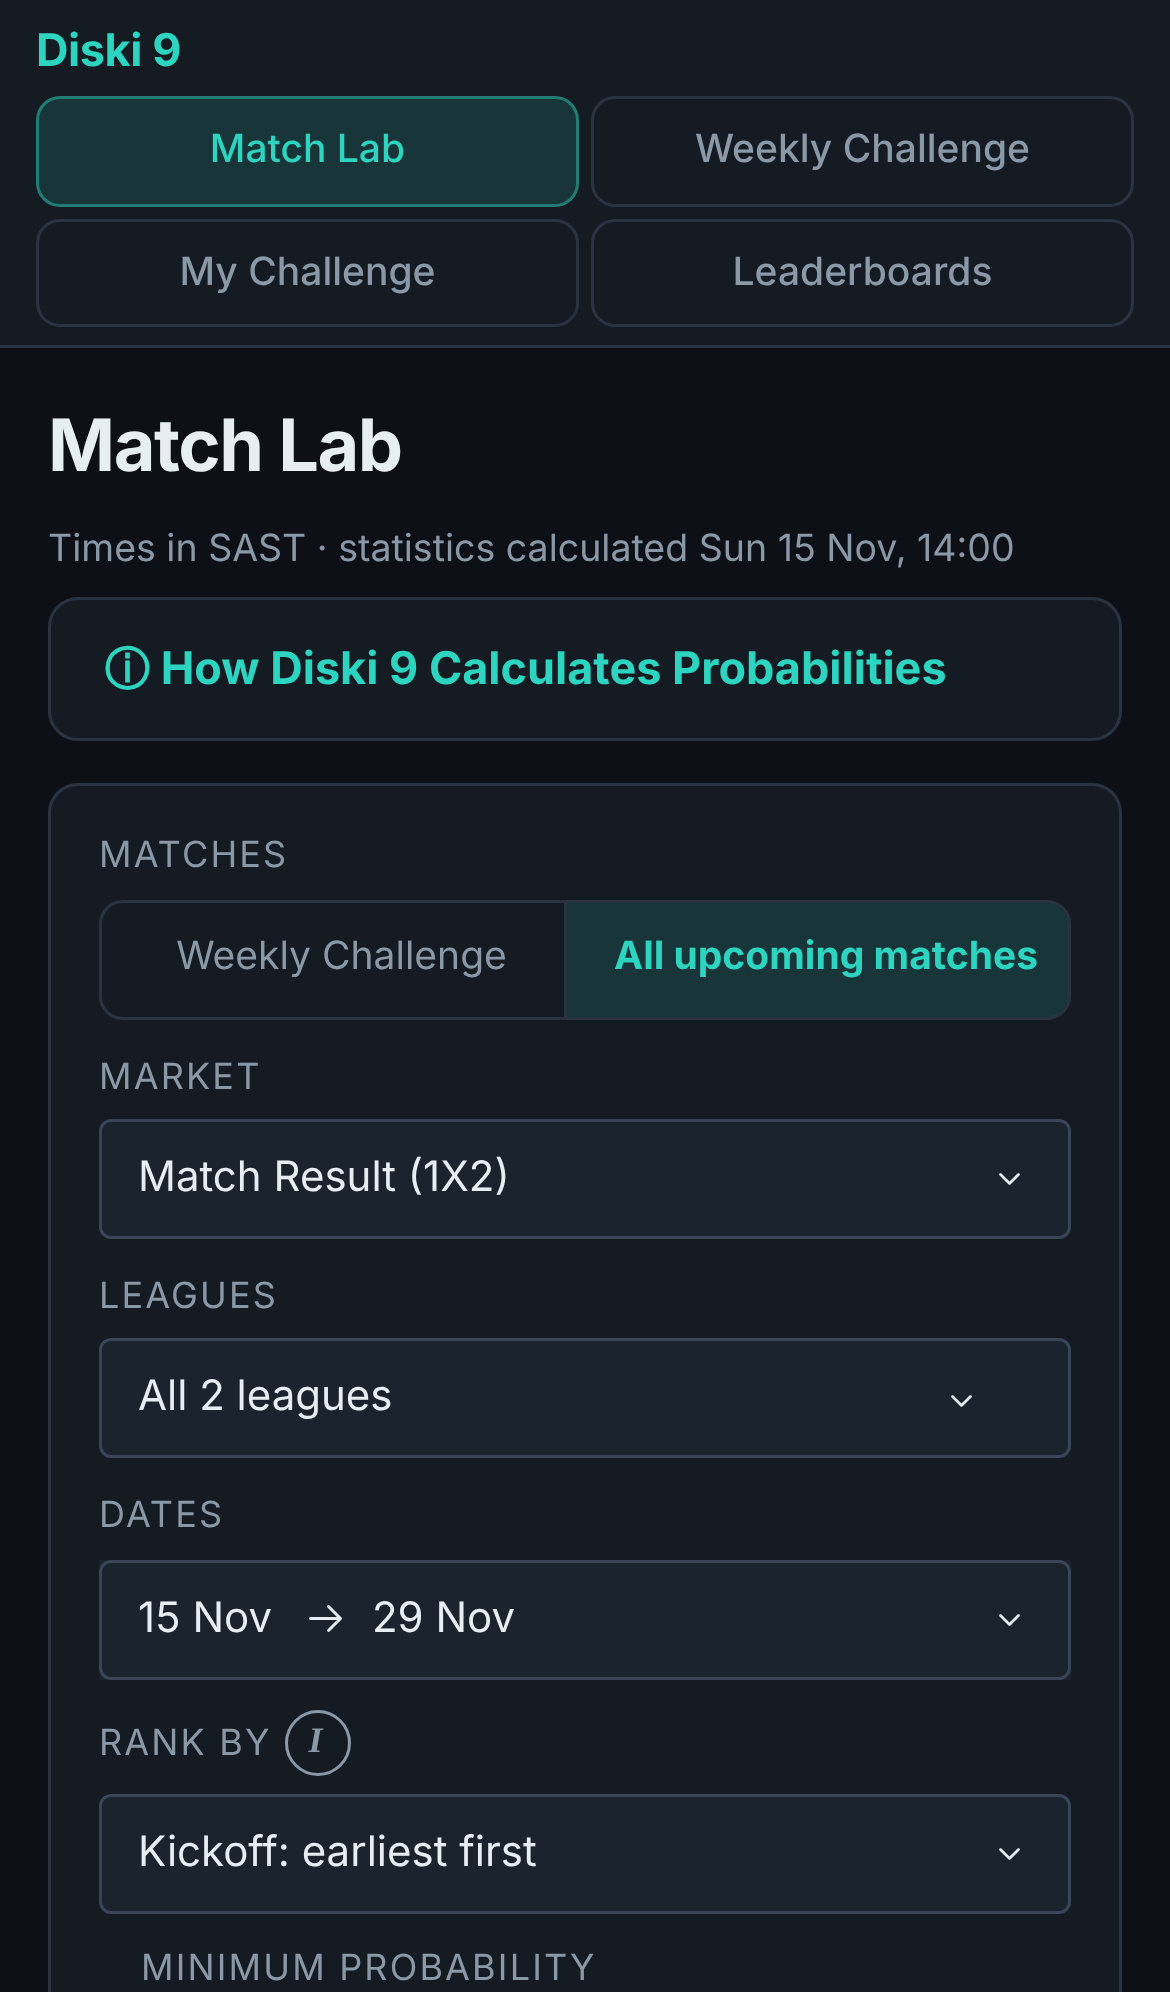 Diski 9
Match Lab
Weekly Challenge
My Challenge
Leaderboards
Match Lab
Times in SAST · statistics calculated Sun 15 Nov, 14:00
ⓘ How Diski 9 Calculates Probabilities
MATCHES
Weekly Challenge
All upcoming matches
MARKET
Match Result (1X2)
LEAGUES
All 2 leagues
DATES
15 Nov → 29 Nov
RANK BY I
Kickoff: earliest first
MINIMUM PROBABILITY